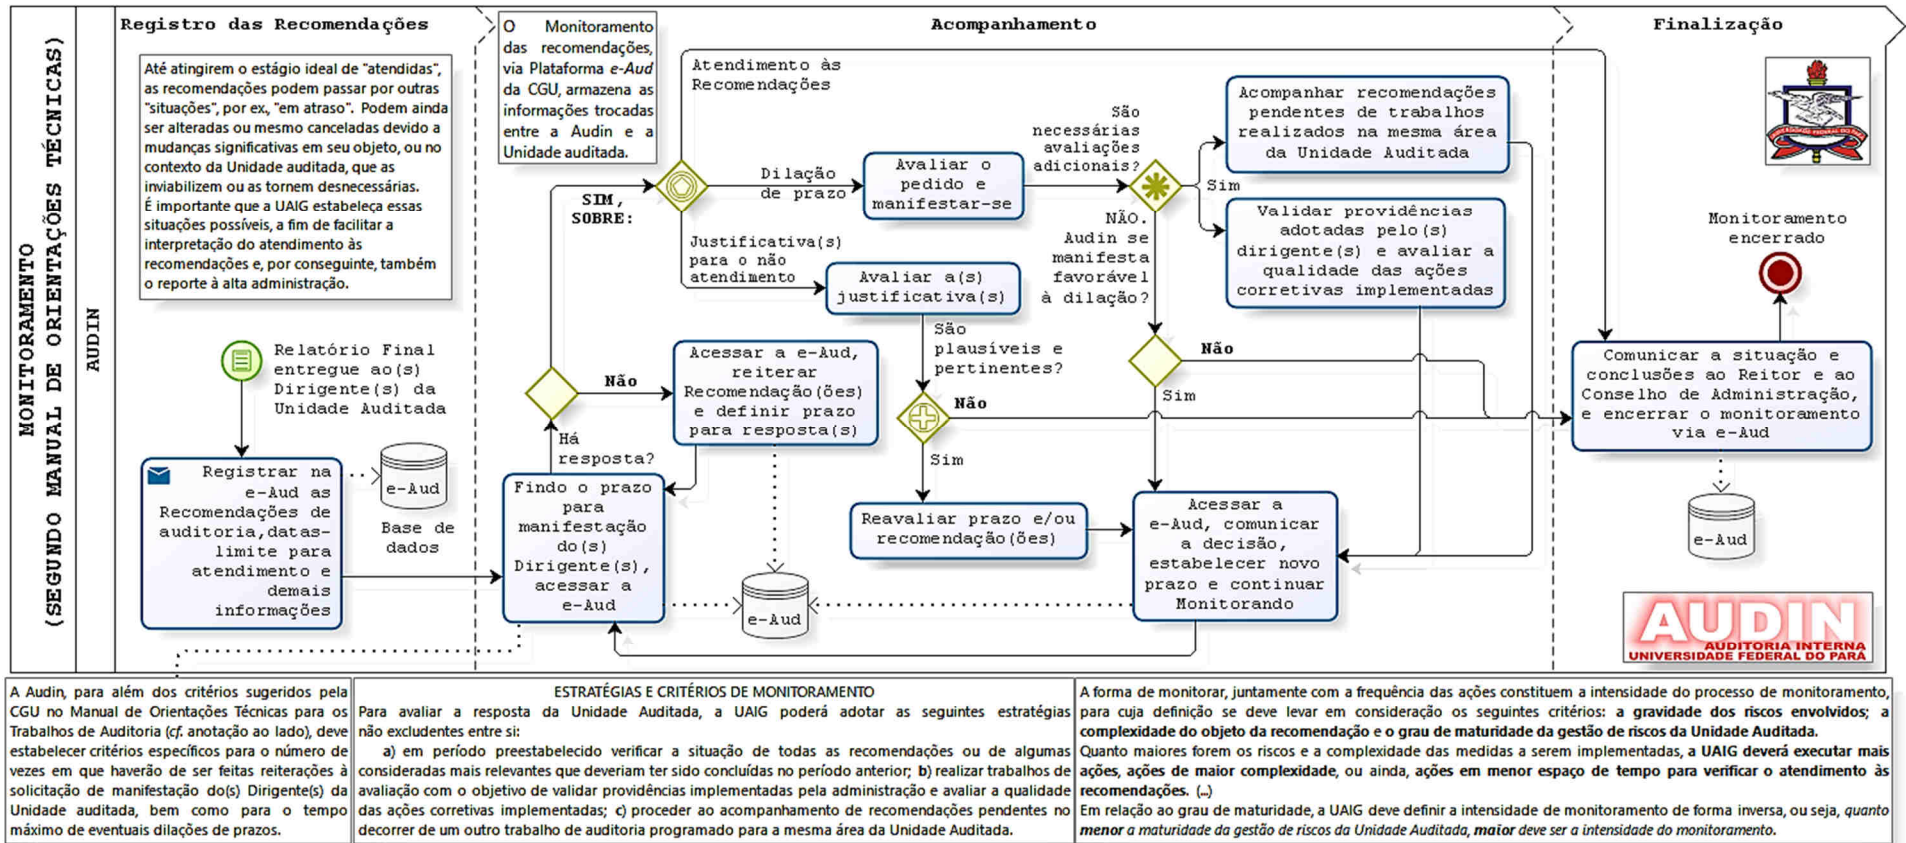 MONITORAMENTO
(SEGUNDO MANUAL DE ORIENTAÇÕES TÉCNICAS)
AUDIN
Registro das Recomendações
Até atingirem o estágio ideal de "atendidas",
as recomendações podem passar por outras
"situações", por ex., "em atraso". Podem ainda
ser alteradas ou mesmo canceladas devido a
mudanças significativas em seu objeto, ou no
contexto da Unidade auditada, que as
inviabilizem ou as tornem desnecessárias.
É importante que a UAIG estabeleça essas
situações possíveis, a fim de facilitar a
interpretação do atendimento às
recomendações e, por conseguinte, também
o reporte à alta administração.
Relatório Final
entregue ao(s)
Dirigente(s) da
Unidade Auditada
Registrar na
e-Aud as
Recomendações de
auditoria,datas-
limite para
atendimento e
demais
informações
e-Aud
Base de
dados
Acompanhamento
O Monitoramento
das recomendações,
via Plataforma e-Aud
da CGU, armazena as
informações trocadas
entre a Audin e a
Unidade auditada.
Findo o prazo
para
manifestação
do(s)
Dirigente(s),
acessar a
e-Aud
Há
resposta?
Não
Acessar a e-Aud,
reiterar
Recomendação(ões)
e definir prazo
para resposta(s)
e-Aud
SIM,
SOBRE:
Atendimento às
Recomendações
Dilação
de prazo
Avaliar o
pedido e
manifestar-se
Justificativa(s)
para o não
atendimento
Avaliar a(s)
justificativa(s)
São
plausíveis e
pertinentes?
Não
Sim
Reavaliar prazo e/ou
recomendação(ões)
São
necessárias
avaliações
adicionais?
Sim
Acompanhar recomendações
pendentes de trabalhos
realizados na mesma área
da Unidade Auditada
Validar providências
adotadas pelo(s)
dirigente(s) e avaliar a
qualidade das ações
corretivas implementadas
NÃO.
Audin se
manifesta
favorável
à dilação?
Não
Sim
Acessar a
e-Aud, comunicar
a decisão,
estabelecer novo
prazo e continuar
Monitorando
Finalização
UNIVERSIDADE FEDERAL DO PARÁ
Monitoramento
encerrado
Comunicar a situação e
conclusões ao Reitor e ao
Conselho de Administração,
e encerrar o monitoramento
via e-Aud
e-Aud
AUDIN
AUDITORIA INTERNA
UNIVERSIDADE FEDERAL DO PARÁ
A Audin, para além dos critérios sugeridos pela
CGU no Manual de Orientações Técnicas para os
Trabalhos de Auditoria (cf. anotação ao lado), deve
estabelecer critérios específicos para o número de
vezes em que haverão de ser feitas reiterações à
solicitação de manifestação do(s) Dirigente(s) da
Unidade auditada, bem como para o tempo
máximo de eventuais dilações de prazos.
ESTRATÉGIAS E CRITÉRIOS DE MONITORAMENTO
Para avaliar a resposta da Unidade Auditada, a UAIG poderá adotar as seguintes estratégias
não excludentes entre si:
a) em período preestabelecido verificar a situação de todas as recomendações ou de algumas
consideradas mais relevantes que deveriam ter sido concluídas no período anterior; b) realizar trabalhos de
avaliação com o objetivo de validar providências implementadas pela administração e avaliar a qualidade
das ações corretivas implementadas; c) proceder ao acompanhamento de recomendações pendentes no
decorrer de um outro trabalho de auditoria programado para a mesma área da Unidade Auditada.
A forma de monitorar, juntamente com a frequência das ações constituem a intensidade do processo de monitoramento,
para cuja definição se deve levar em consideração os seguintes critérios: a gravidade dos riscos envolvidos; a
complexidade do objeto da recomendação e o grau de maturidade da gestão de riscos da Unidade Auditada.
Quanto maiores forem os riscos e a complexidade das medidas a serem implementadas, a UAIG deverá executar mais
ações, ações de maior complexidade, ou ainda, ações em menor espaço de tempo para verificar o atendimento às
recomendações. (...)
Em relação ao grau de maturidade, a UAIG deve definir a intensidade de monitoramento de forma inversa, ou seja, quanto
menor a maturidade da gestão de riscos da Unidade Auditada, maior deve ser a intensidade do monitoramento.